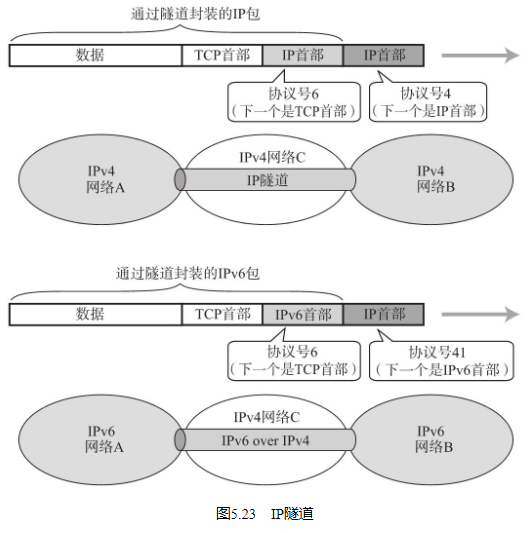 通过隧道封装的IP包
数据 TCP首部 IP首部 IP首部
协议号6 协议号4
（下一个是TCP首部） （下一个是IP首部）
IPv4网络C
IPv4 IPv4
网络A IP隧道 网络B
通过隧道封装的IPv6包
数据 TCP首部 IPv6首部 IP首部
协议号6 协议号41
（下一个是TCP首部） （下一个是IPv6首部）
IPv4网络C
IPv6 IPv6
网络A IPv6 over IPv4 网络B
图5.23 IP隧道